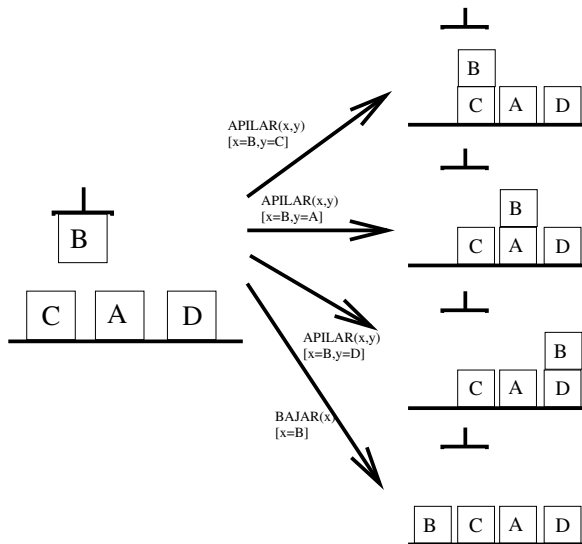 B
C A D
APILAR(x,y)
[x=B,y=C]
APILAR(x,y)
[x=B,y=A]
APILAR(x,y)
[x=B,y=D]
BAJAR(x)
[x=B]
B
C A D
B
C A D
B
C A D
B C A D